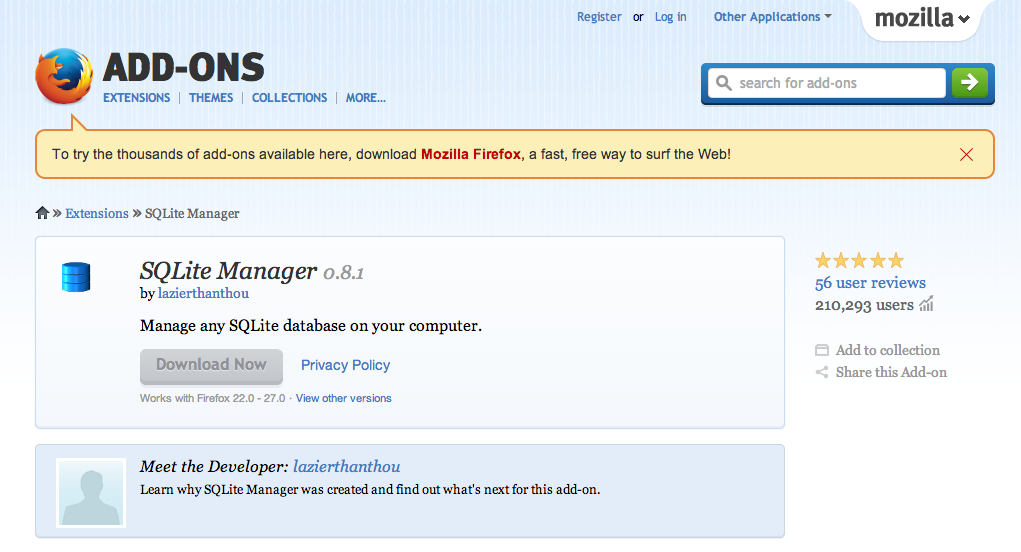 Register or Log in Other Applications mozilla
ADD-ONS
EXTENSIONS | THEMES | COLLECTIONS | MORE...
search for add-ons
To try the thousands of add-ons available here, download Mozilla Firefox, a fast, free way to surf the Web!
» Extensions » SQLite Manager
SQLite Manager 0.8.1
by lazierthanthou
Manage any SQLite database on your computer.
Download Now Privacy Policy
Works with Firefox 22.0 - 27.0 · View other versions
56 user reviews
210,293 users
Add to collection
Share this Add-on
Meet the Developer: lazierthanthou
Learn why SQLite Manager was created and find out what's next for this add-on.